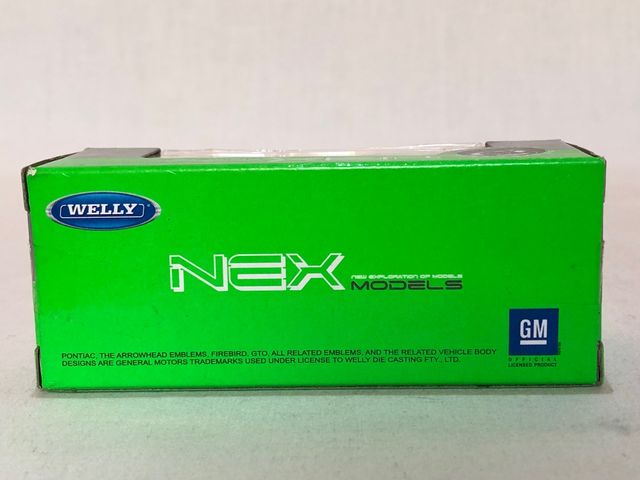 WELLY
NEX
NEW EXPLORATION OF MODELS
MODELS
GM
OFFICIAL
LICENSED PRODUCT
PONTIAC, THE ARROWHEAD EMBLEMS, FIREBIRD, GTO, ALL RELATED EMBLEMS, AND THE RELATED VEHICLE BODY
DESIGNS ARE GENERAL MOTORS TRADEMARKS USED UNDER LICENSE TO WELLY DIE CASTING FTY., LTD.